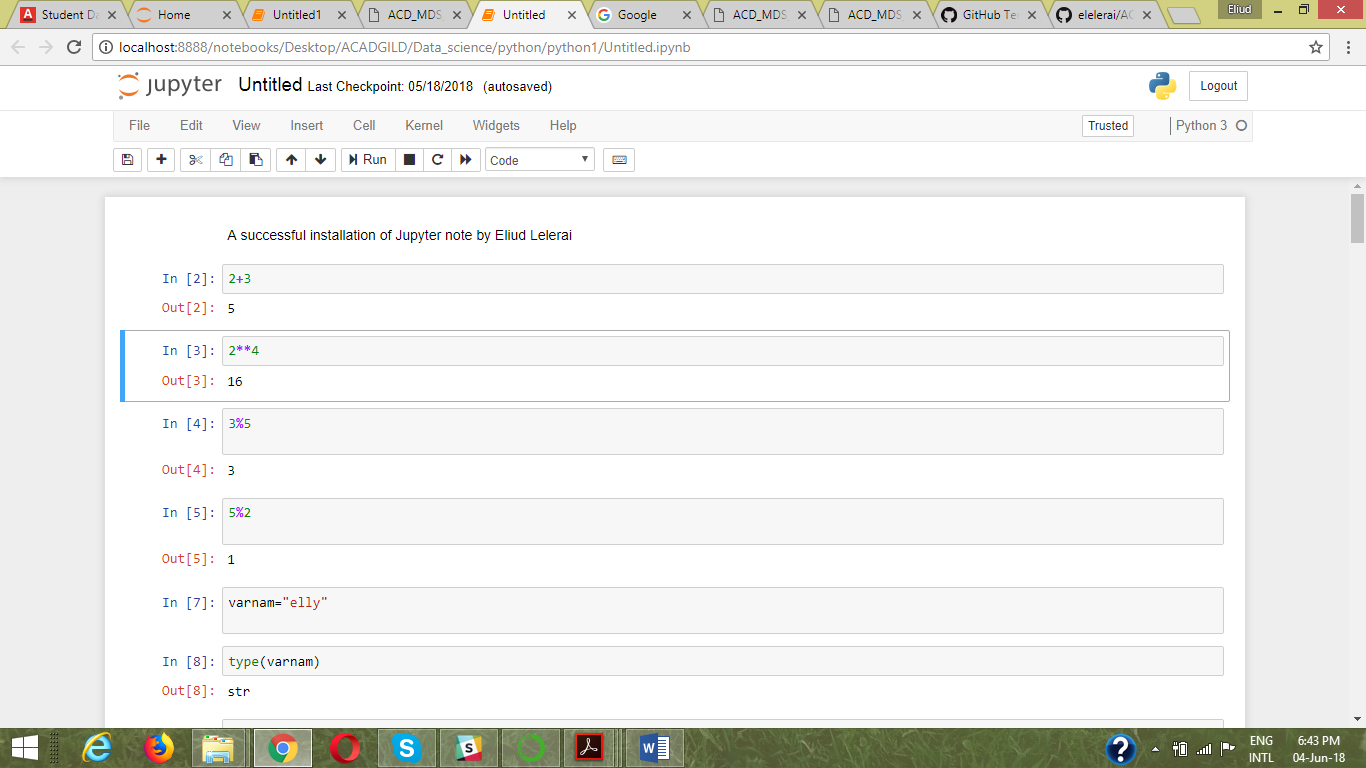 Student Da Home Untitled1 ACD_MDS Untitled Google ACD_MDS ACD_MDS GitHub Te elelerai/AC Eliud
localhost:8888/notebooks/Desktop/ACADGILD/Data_science/python/python1/Untitled.ipynb
jupyter Untitled Last Checkpoint: 05/18/2018 (autosaved) Logout
File Edit View Insert Cell Kernel Widgets Help Trusted Python 3
Run Code
A successful installation of Jupyter note by Eliud Lelerai
In [2]: 2+3
Out[2]: 5
In [3]: 2**4
Out[3]: 16
In [4]: 3%5
Out[4]: 3
In [5]: 5%2
Out[5]: 1
In [7]: varnam="elly"
In [8]: type(varnam)
Out[8]: str
ENG 6:43 PM
INTL 04-Jun-18